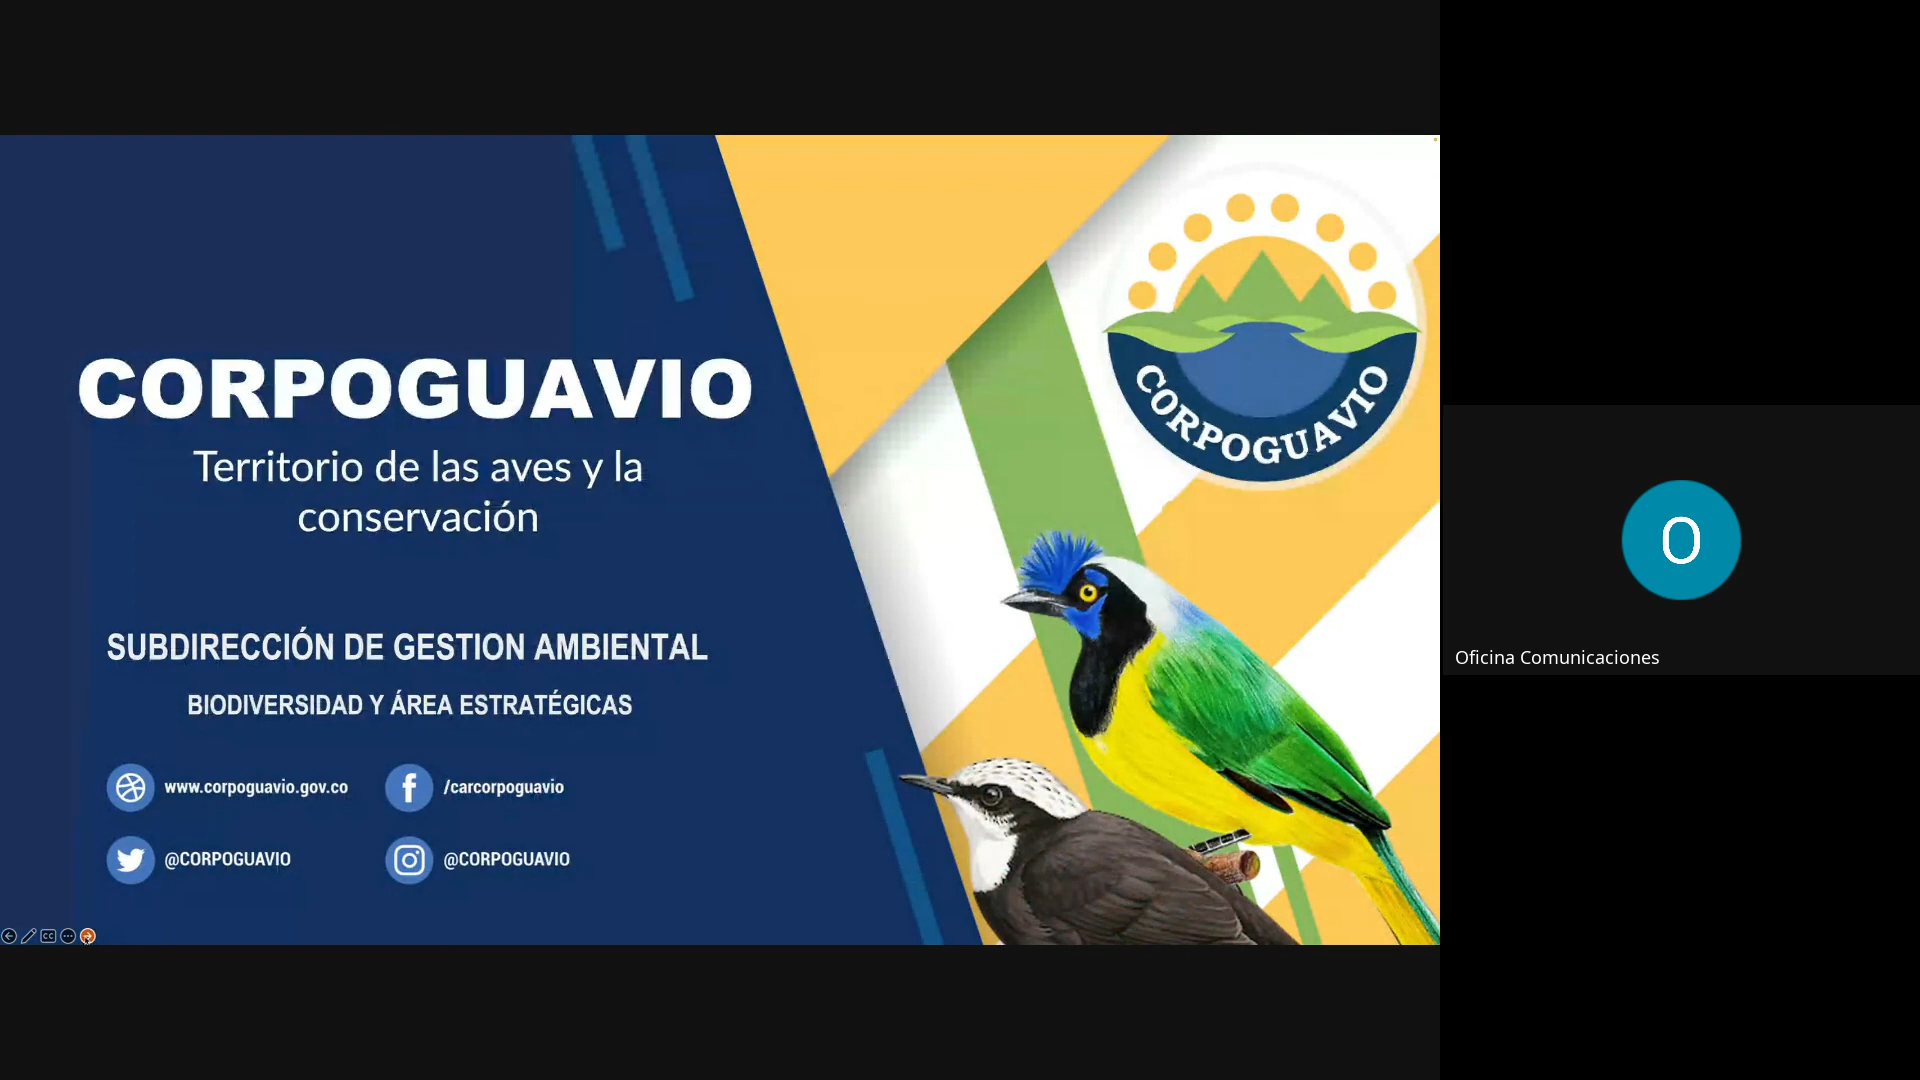 CORPOGUAVIO
Territorio de las aves y la
conservación
SUBDIRECCIÓN DE GESTION AMBIENTAL
BIODIVERSIDAD Y ÁREA ESTRATÉGICAS
www.corpoguavio.gov.co
/carcorpoguavio
@CORPOGUAVIO
@CORPOGUAVIO
CORPOGUAVIO
CC
O
Oficina Comunicaciones